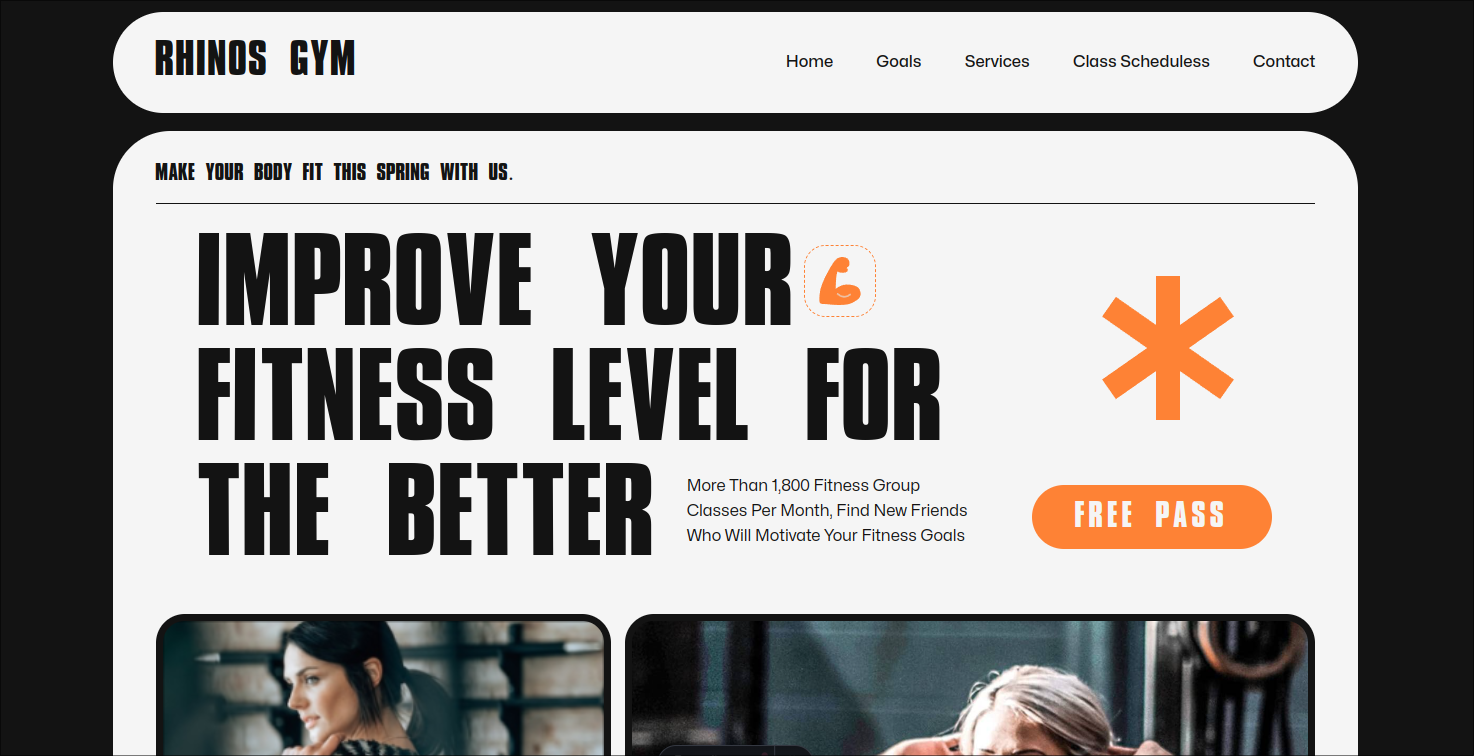 RHINOS GYM
Home Goals Services Class Scheduless Contact
MAKE YOUR BODY FIT THIS SPRING WITH US.
IMPROVE YOUR
FITNESS LEVEL FOR
THE BETTER
More Than 1,800 Fitness Group
Classes Per Month, Find New Friends
Who Will Motivate Your Fitness Goals
FREE PASS